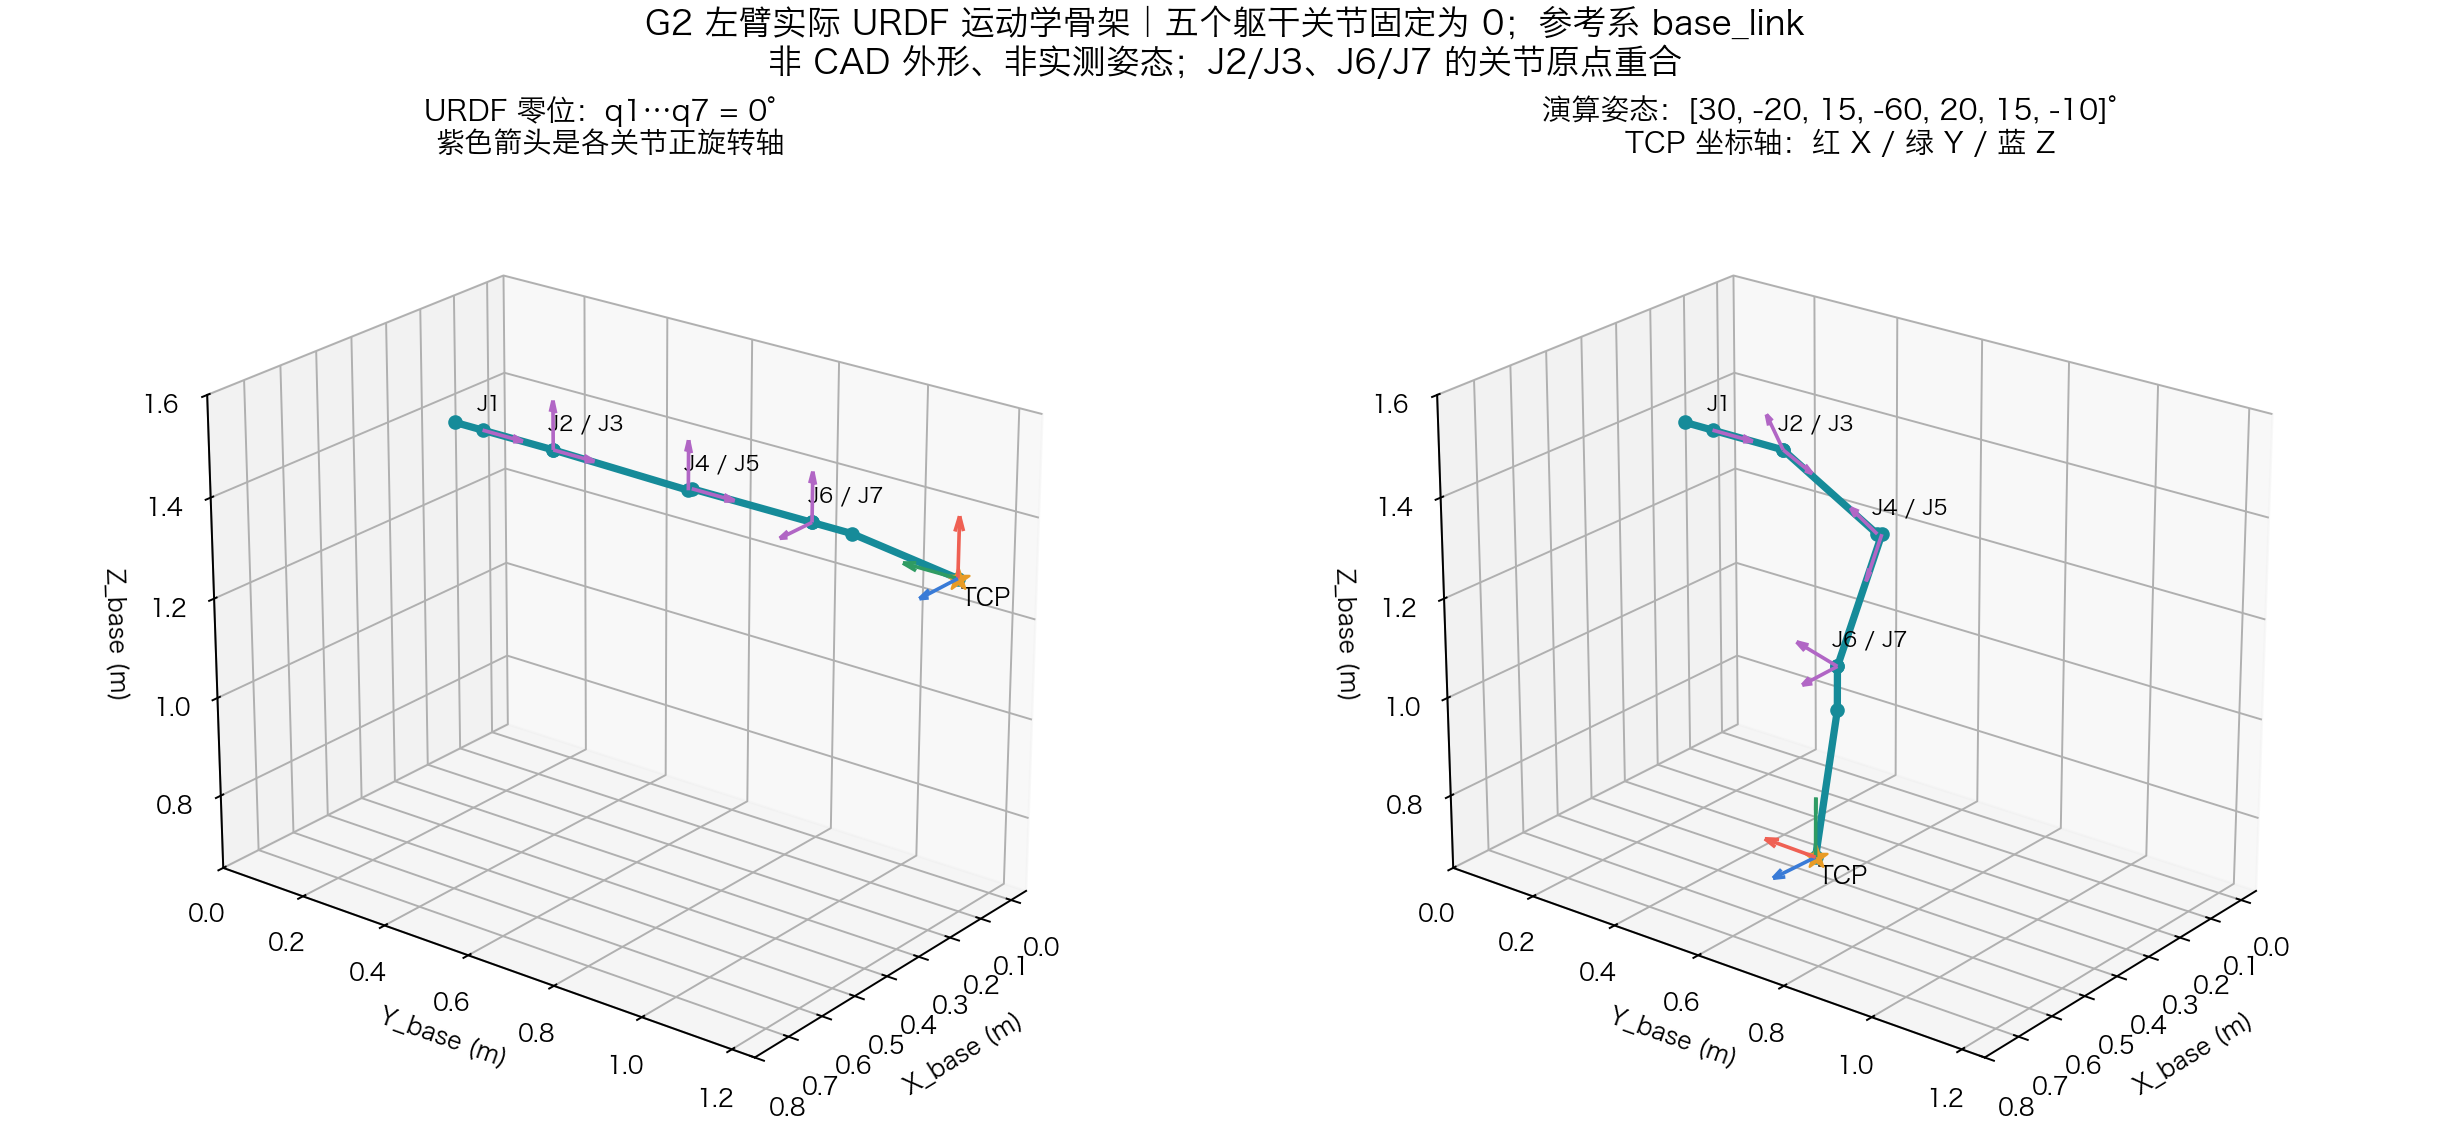 G2 左臂实际 URDF 运动学骨架｜五个躯干关节固定为 0；参考系 base_link
非 CAD 外形、非实测姿态；J2/J3、J6/J7 的关节原点重合
URDF 零位：q1…q7 = 0°
紫色箭头是各关节正旋转轴
J1
J2 / J3
J4 / J5
J6 / J7
TCP
1.6
1.4
1.2
1.0
0.8
Z_base (m)
0.0
0.2
0.4
0.6
0.8
1.0
1.2
Y_base (m)
0.0
0.1
0.2
0.3
0.4
0.5
0.6
0.7
0.8
X_base (m)
演算姿态：[30, -20, 15, -60, 20, 15, -10]°
TCP 坐标轴：红 X / 绿 Y / 蓝 Z
J1
J2 / J3
J4 / J5
J6 / J7
TCP
1.6
1.4
1.2
1.0
0.8
Z_base (m)
0.0
0.2
0.4
0.6
0.8
1.0
1.2
Y_base (m)
0.0
0.1
0.2
0.3
0.4
0.5
0.6
0.7
0.8
X_base (m)